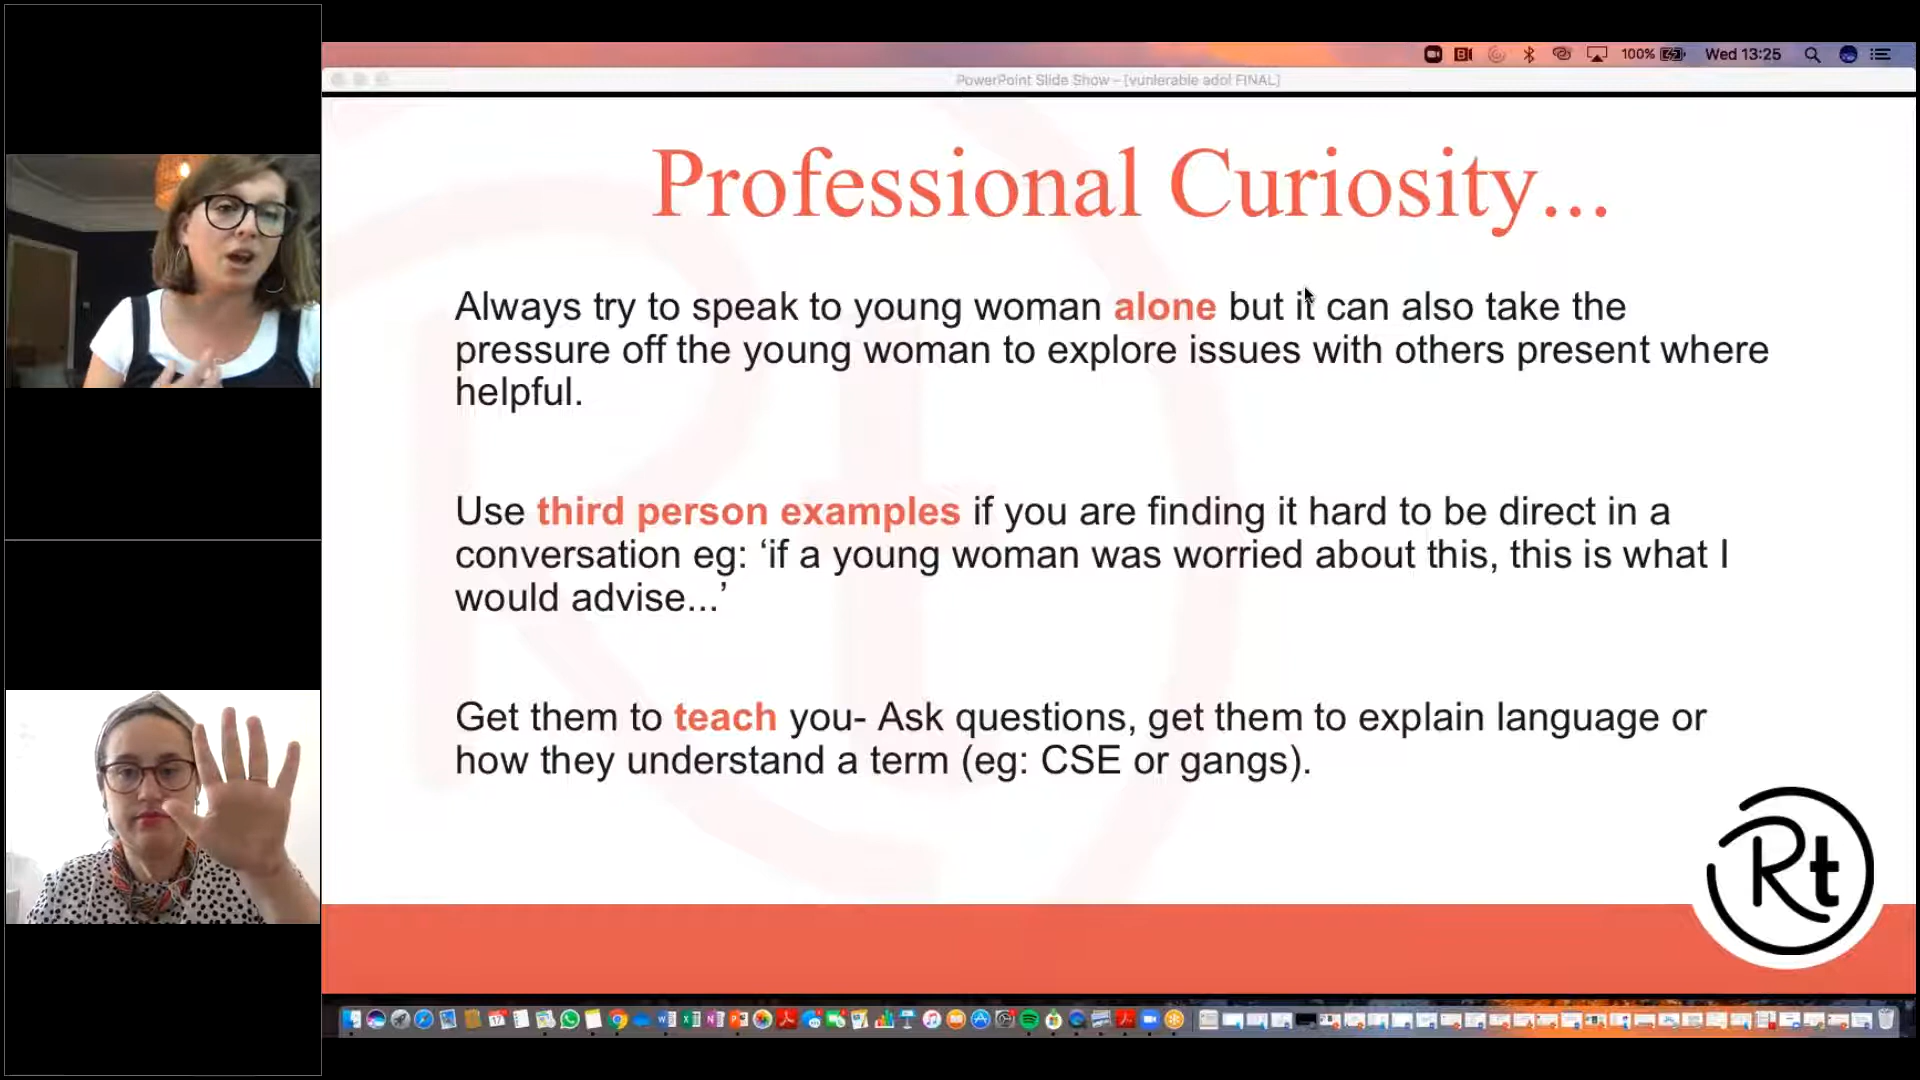 100% Wed 13:25
PowerPoint Slide Show - [vunlerable adol FINAL]
Professional Curiosity...
Always try to speak to young woman alone but it can also take the
pressure off the young woman to explore issues with others present where
helpful.
Use third person examples if you are finding it hard to be direct in a
conversation eg: ‘if a young woman was worried about this, this is what I
would advise...’
Get them to teach you- Ask questions, get them to explain language or
how they understand a term (eg: CSE or gangs).
Rt